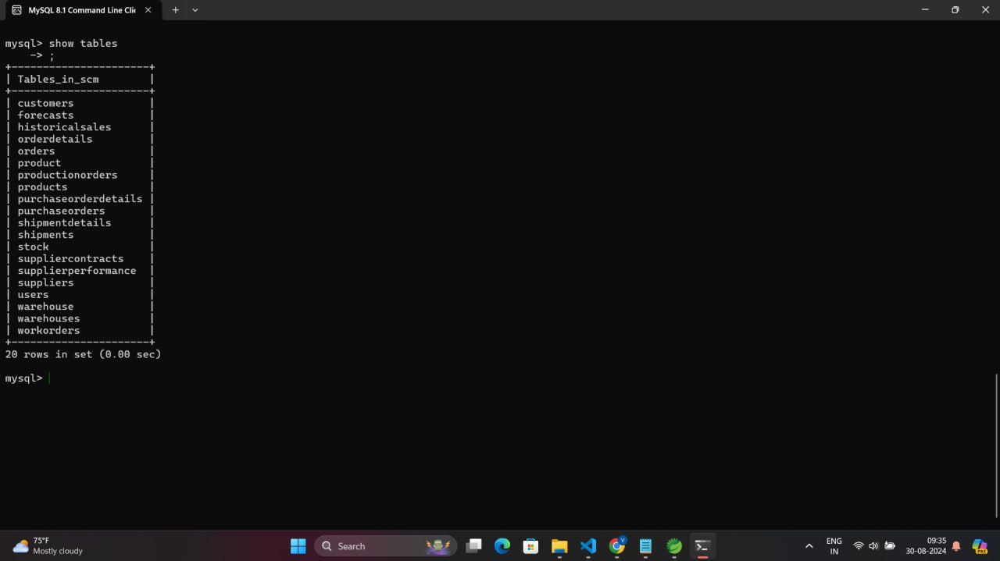 MySQL 8.1 Command Line Clie
mysql> show tables
-> ;
+----------------------+
| Tables_in_scm        |
+----------------------+
| customers            |
| forecasts            |
| historicalsales      |
| orderdetails         |
| orders               |
| product              |
| productionorders     |
| products             |
| purchaseorderdetails |
| purchaseorders       |
| shipmentdetails      |
| shipments            |
| stock                |
| suppliercontracts    |
| supplierperformance  |
| suppliers            |
| users                |
| warehouse            |
| warehouses           |
| workorders           |
+----------------------+
20 rows in set (0.00 sec)
mysql>
75°F
Mostly cloudy
Search
ENG
IN
09:35
30-08-2024